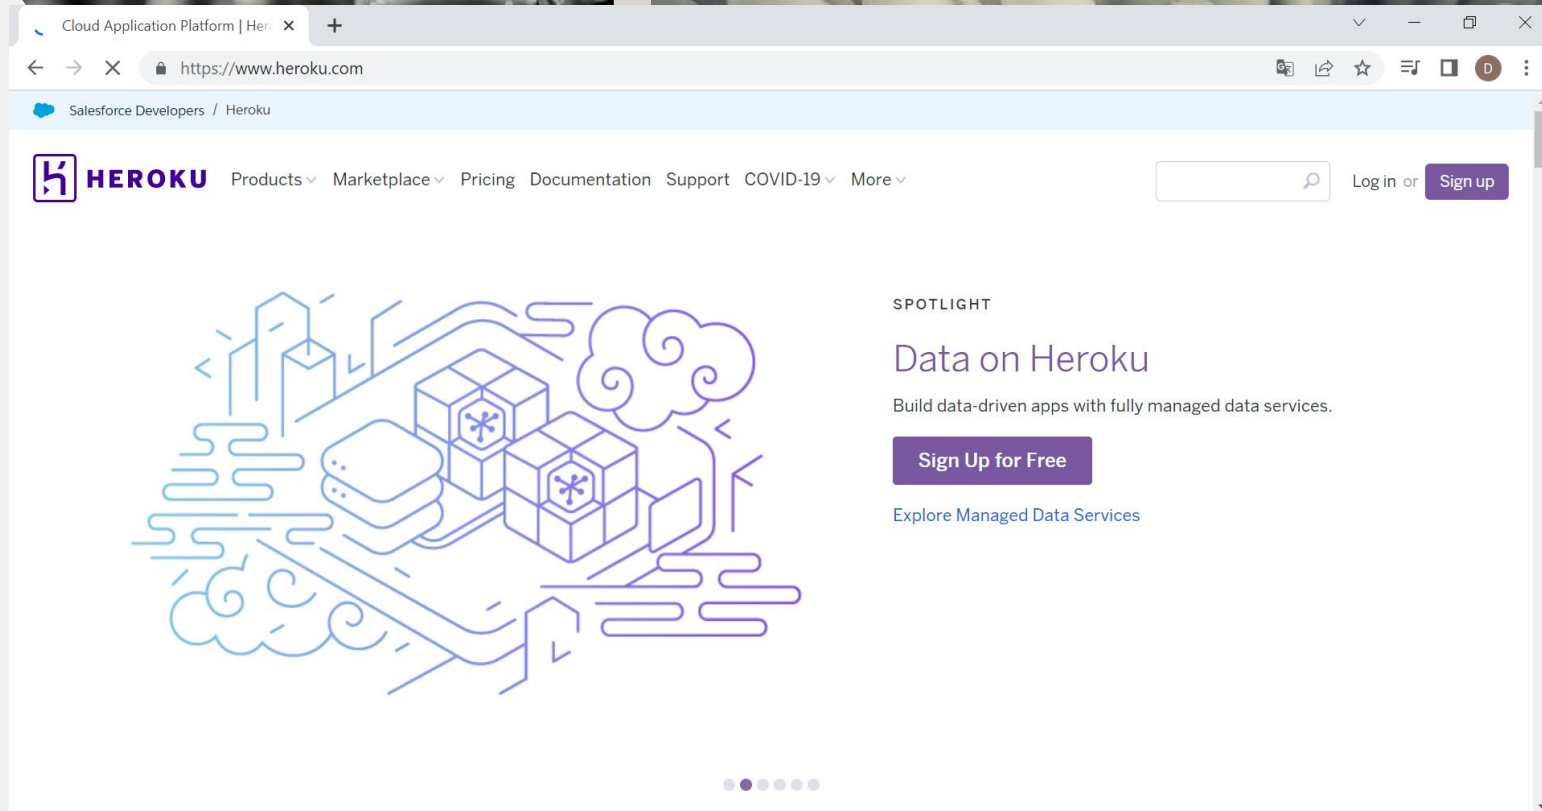 Cloud Application Platform | Her
https://www.heroku.com
D
Salesforce Developers / Heroku
HEROKU Products Marketplace Pricing Documentation Support COVID-19 More Log in or Sign up
SPOTLIGHT
Data on Heroku
Build data-driven apps with fully managed data services.
Sign Up for Free
Explore Managed Data Services